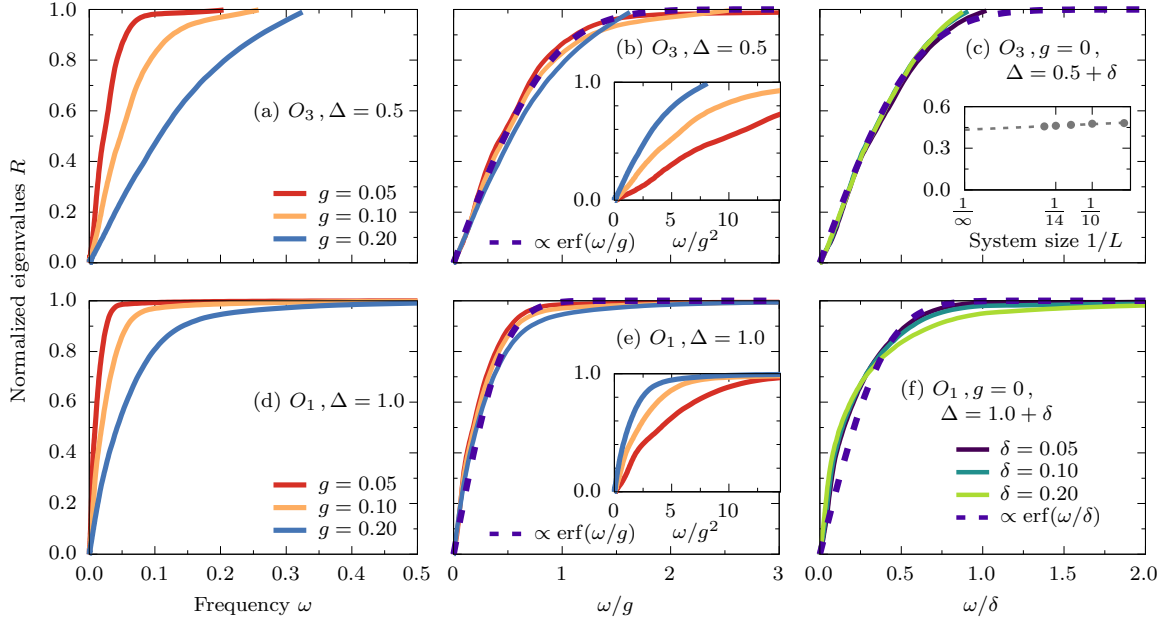 Normalized eigenvalues R
1.0
0.8
0.6
0.4
0.2
0.0
(a) O₃ , Δ = 0.5
g = 0.05
g = 0.10
g = 0.20
(b) O₃ , Δ = 0.5
1.0
0.0
0 5 10
ω/g²
∝ erf(ω/g)
(c) O₃ , g = 0 ,
Δ = 0.5 + δ
0.6
0.4
0.2
0.0
1/∞ 1/14 1/10
System size 1/L
1.0
0.8
0.6
0.4
0.2
0.0
(d) O₁ , Δ = 1.0
g = 0.05
g = 0.10
g = 0.20
0.0 0.1 0.2 0.3 0.4 0.5
Frequency ω
(e) O₁ , Δ = 1.0
1.0
0.0
0 5 10
ω/g²
∝ erf(ω/g)
0 1 2 3
ω/g
(f) O₁ , g = 0 ,
Δ = 1.0 + δ
δ = 0.05
δ = 0.10
δ = 0.20
∝ erf(ω/δ)
0.0 0.5 1.0 1.5 2.0
ω/δ